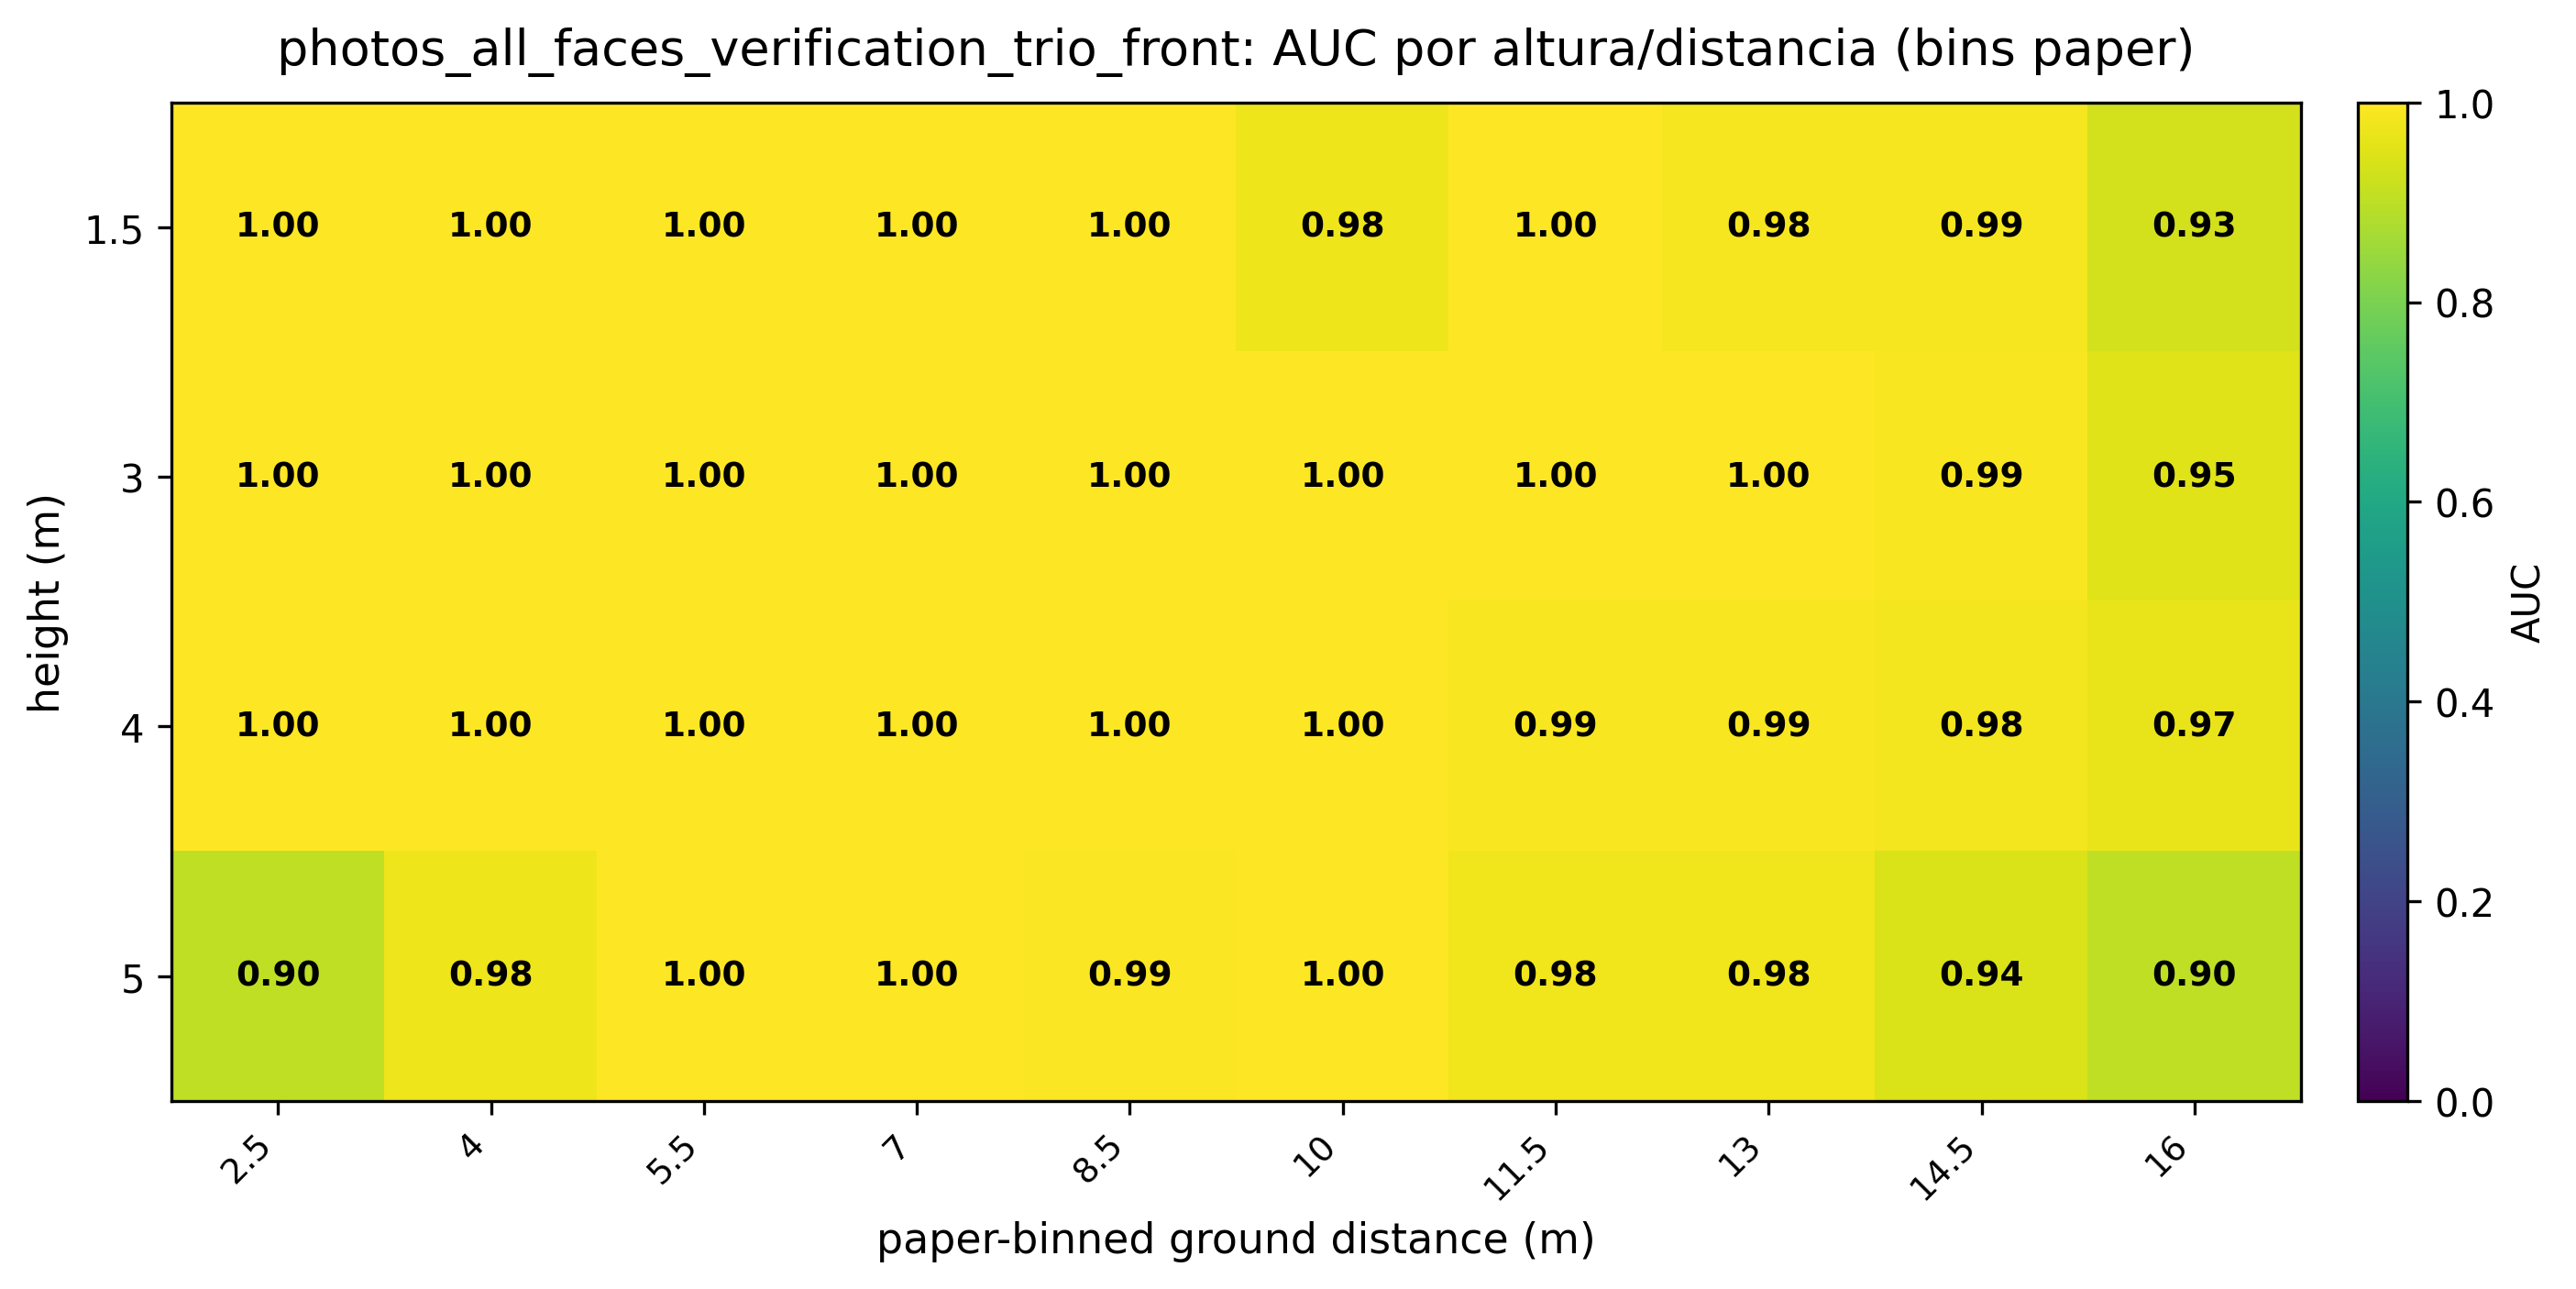 photos_all_faces_verification_trio_front: AUC por altura/distancia (bins paper)
1.0
1.5 1.00 1.00 1.00 1.00 1.00 0.98 1.00 0.98 0.99 0.93
0.8
3 1.00 1.00 1.00 1.00 1.00 1.00 1.00 1.00 0.99 0.95
0.6
height (m)
AUC
0.4
4 1.00 1.00 1.00 1.00 1.00 1.00 0.99 0.99 0.98 0.97
0.2
5 0.90 0.98 1.00 1.00 0.99 1.00 0.98 0.98 0.94 0.90
0.0
2.5 4 5.5 7 8.5 10 11.5 13 14.5 16
paper-binned ground distance (m)